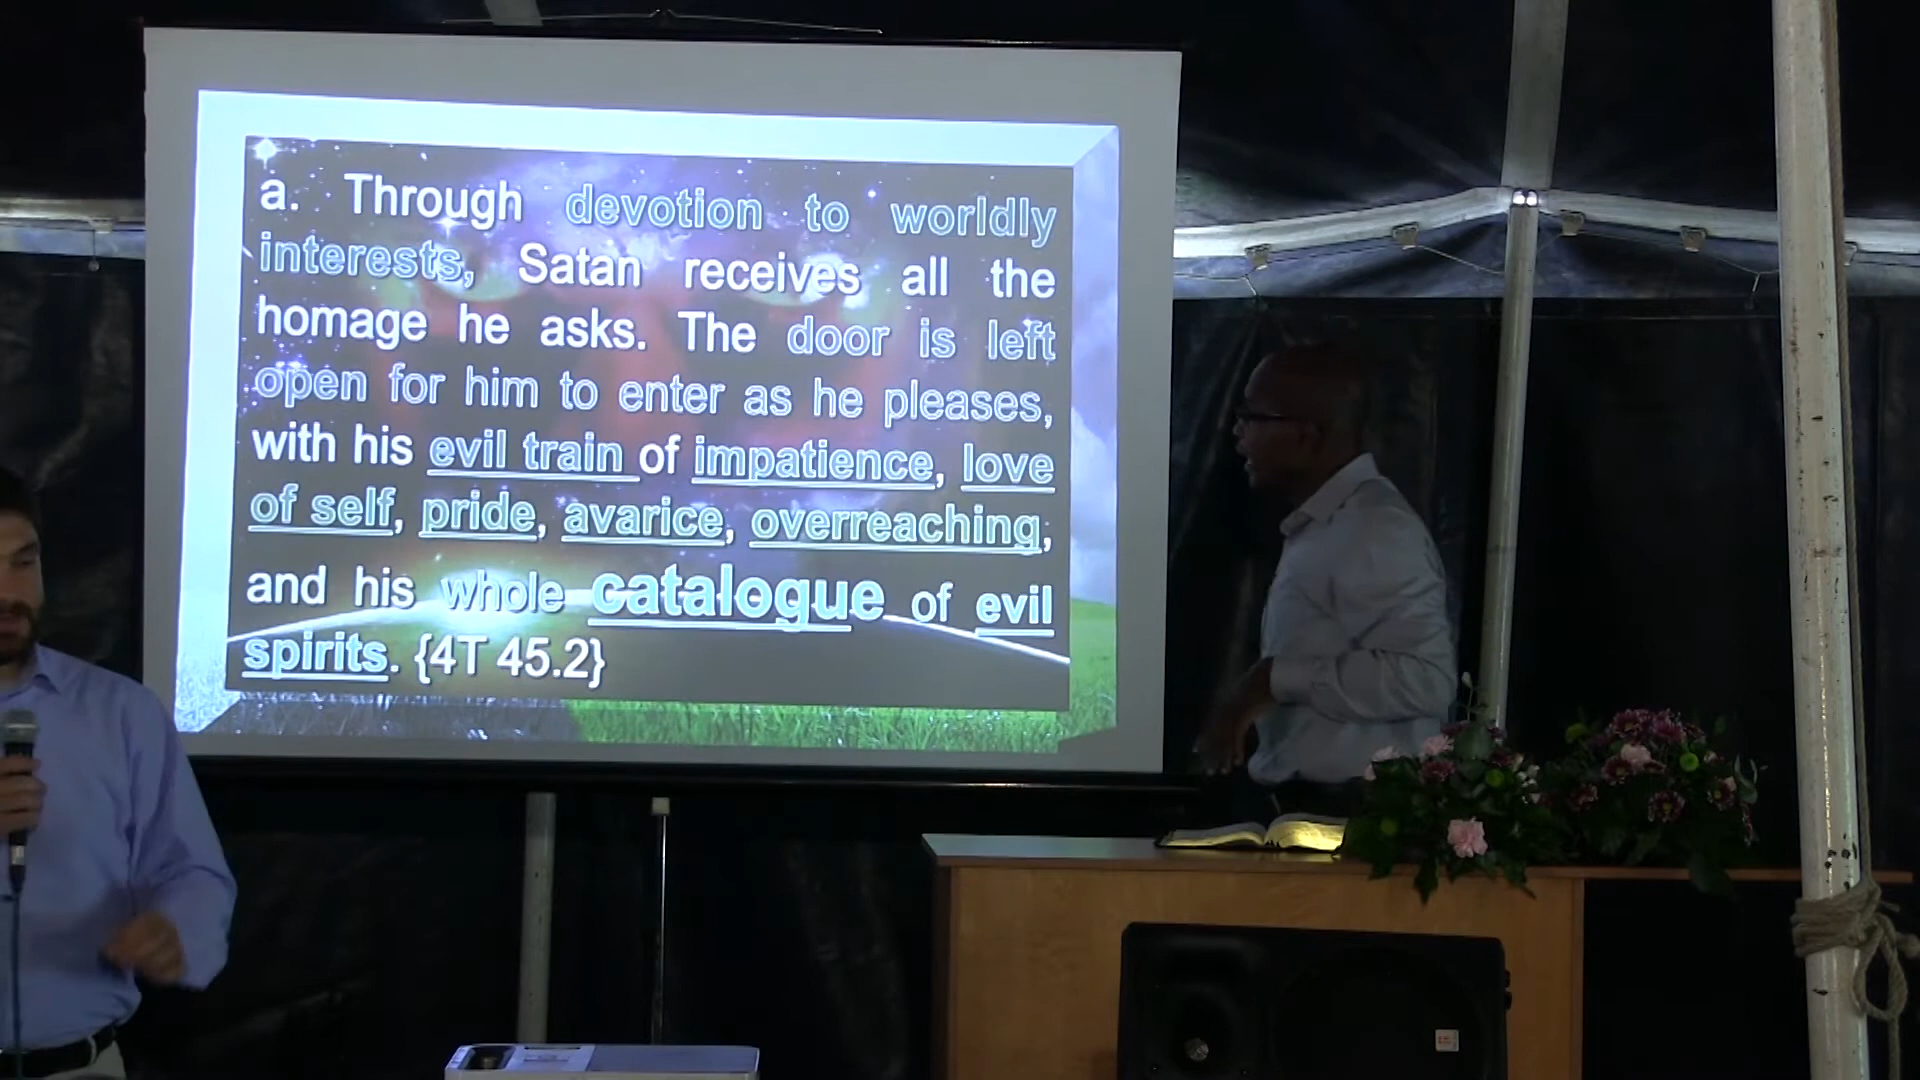 a. Through devotion to worldly
interests, Satan receives all the
homage he asks. The door is left
open for him to enter as he pleases,
with his evil train of impatience, love
of self, pride, avarice, overreaching,
and his whole catalogue of evil
spirits. {4T 45.2}